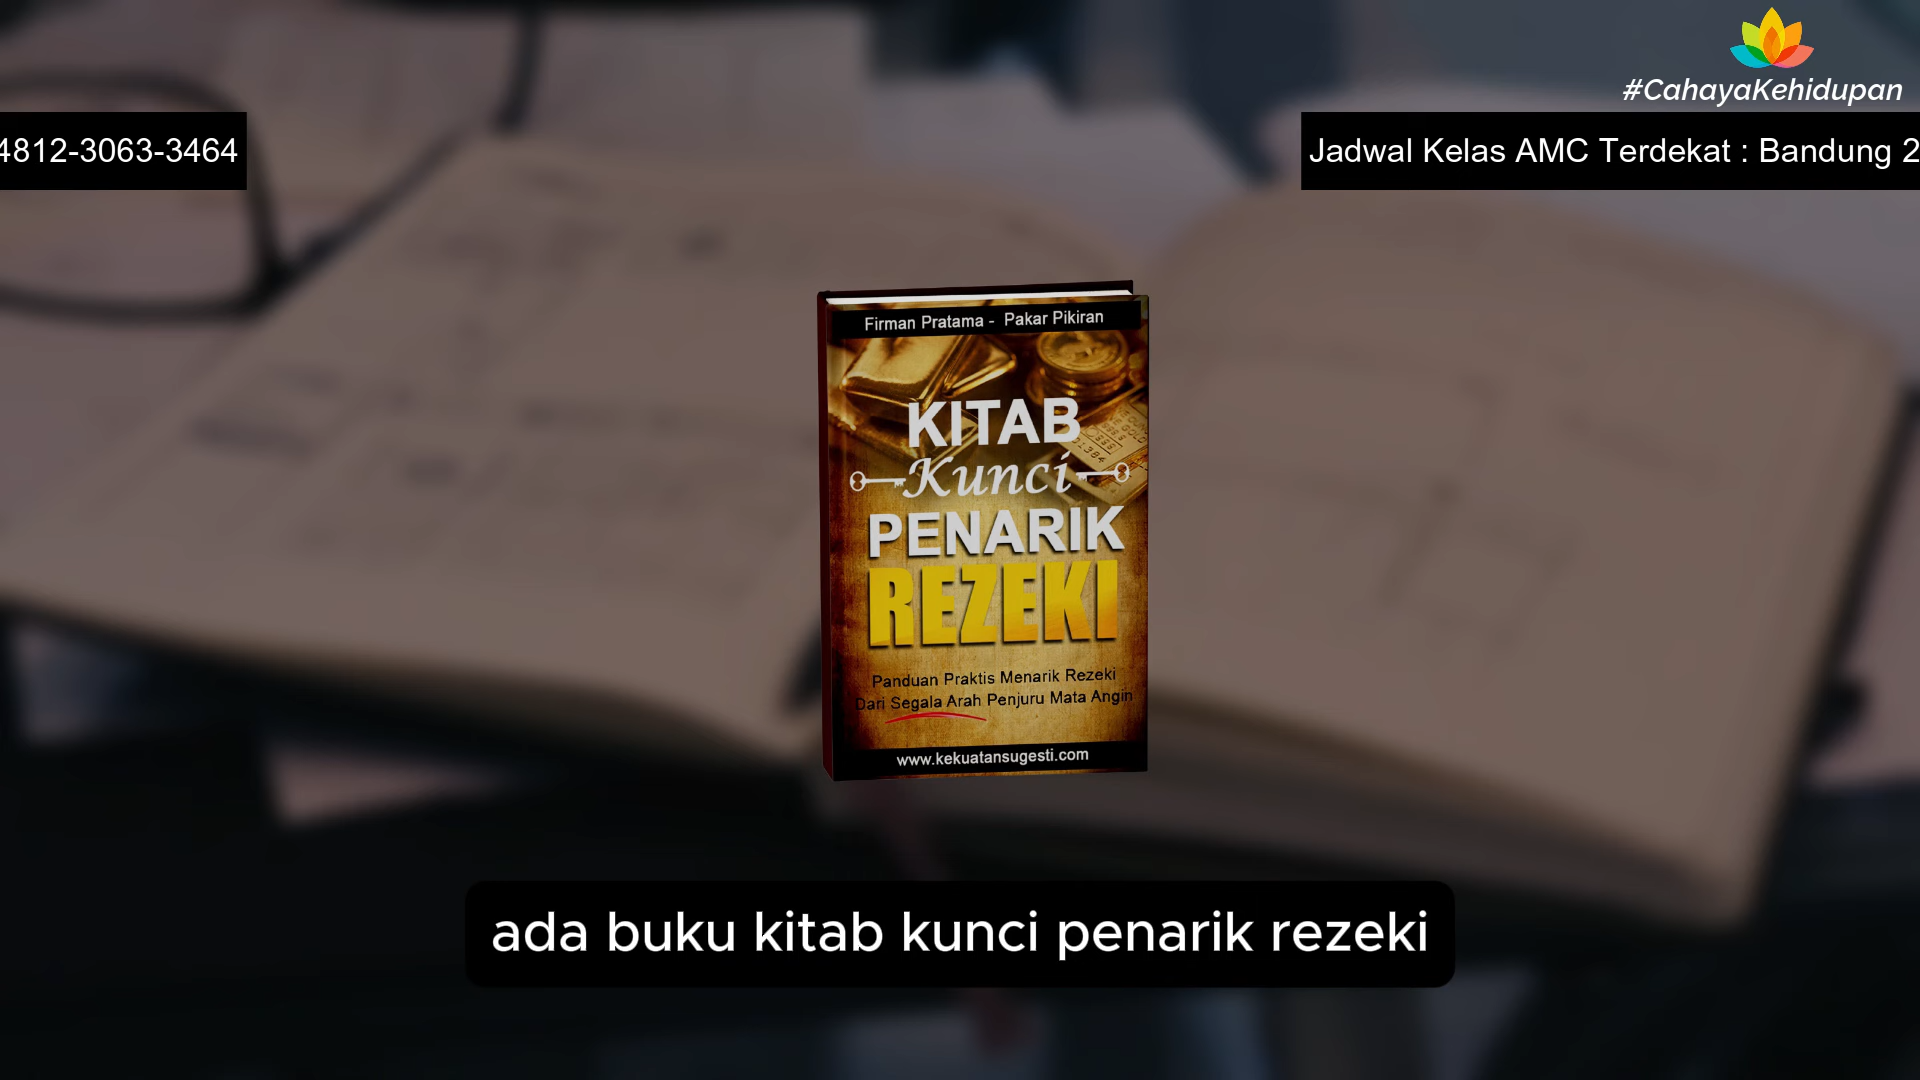 #CahayaKehidupan
4812-3063-3464
Jadwal Kelas AMC Terdekat : Bandung 2
Firman Pratama - Pakar Pikiran
KITAB
Kunci
PENARIK
REZEKI
Panduan Praktis Menarik Rezeki
Dari Segala Arah Penjuru Mata Angin
www.kekuatansugesti.com
ada buku kitab kunci penarik rezeki